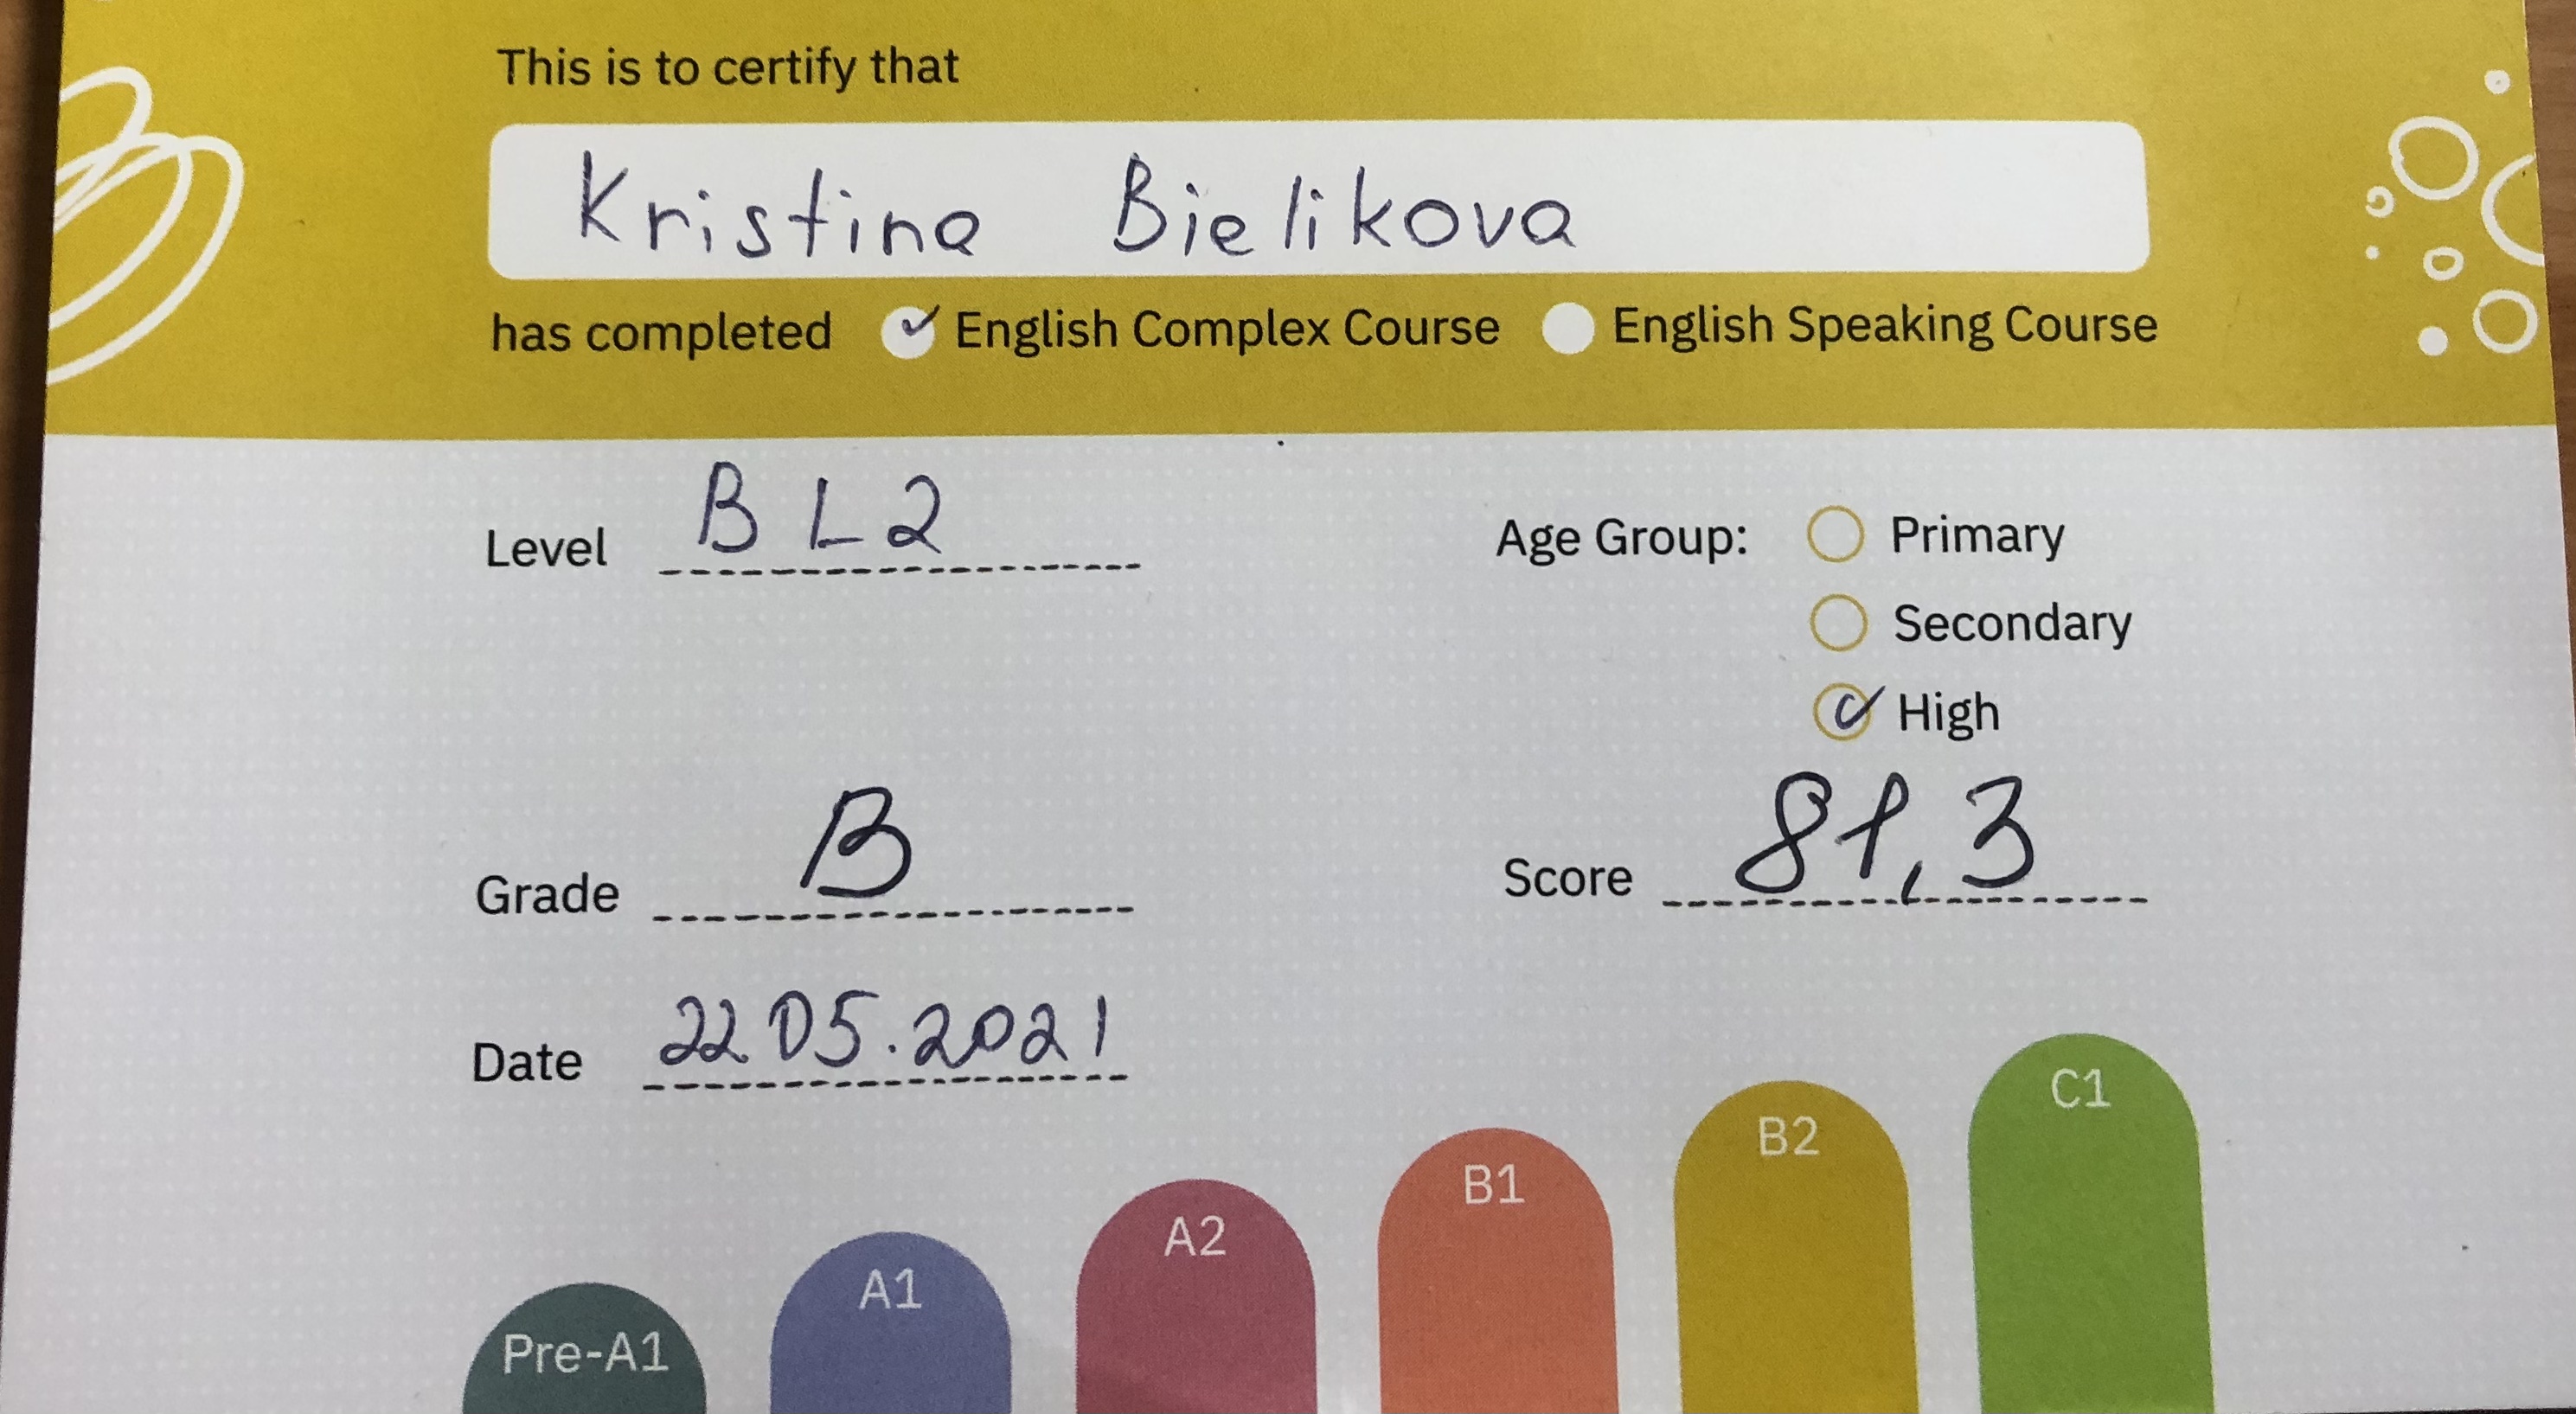 This is to certify that
Kristina Bielikova
has completed ✓ English Complex Course English Speaking Course
Level B L 2
Age Group: Primary
Secondary
✓ High
Grade B
Score 81,3
Date 22 05.2021
C1
B2
B1
A2
A1
Pre-A1